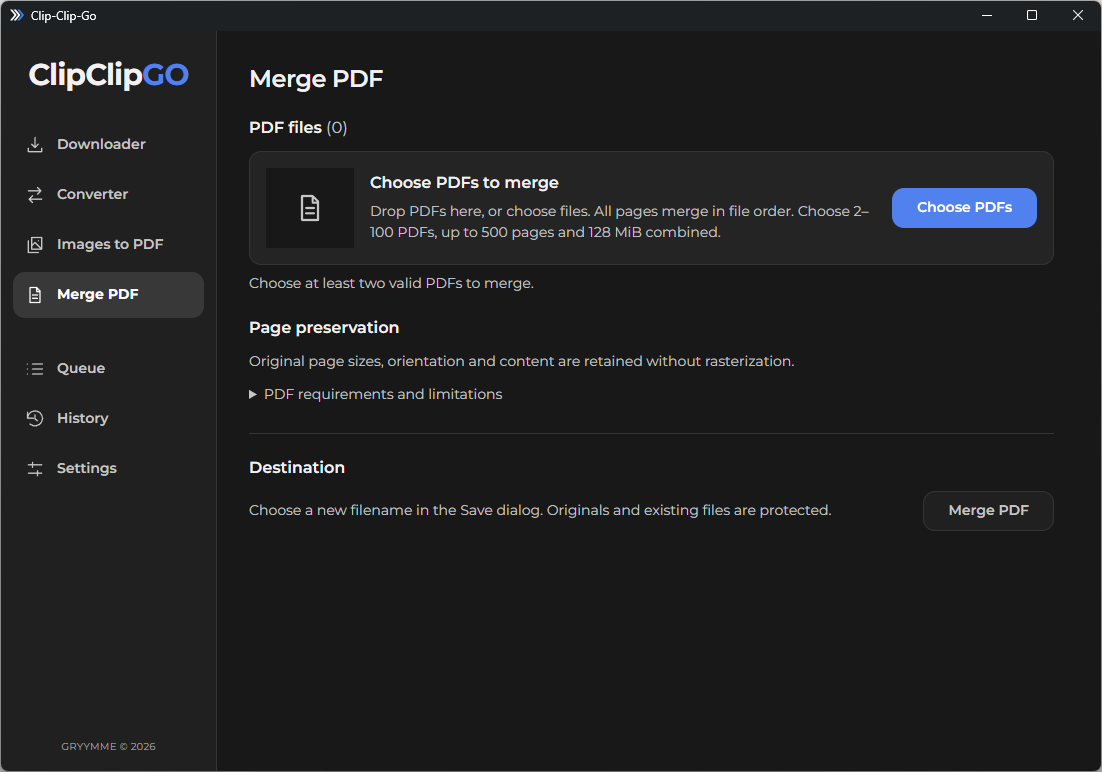 Clip-Clip-Go
ClipClipGO
Downloader
Converter
Images to PDF
Merge PDF
Queue
History
Settings
GRYYMME © 2026
Merge PDF
PDF files (0)
Choose PDFs to merge
Drop PDFs here, or choose files. All pages merge in file order. Choose 2–
100 PDFs, up to 500 pages and 128 MiB combined.
Choose PDFs
Choose at least two valid PDFs to merge.
Page preservation
Original page sizes, orientation and content are retained without rasterization.
PDF requirements and limitations
Destination
Choose a new filename in the Save dialog. Originals and existing files are protected.
Merge PDF